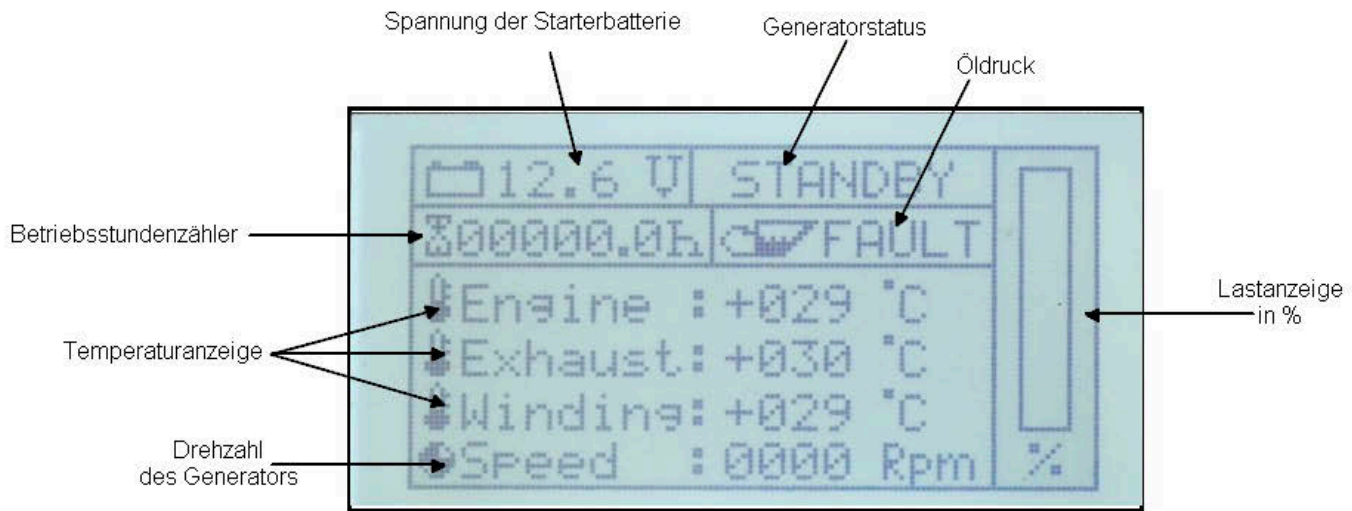 Spannung der Starterbatterie
Generatorstatus
Öldruck
12.6 V
STANDBY
Betriebsstundenzähler
00000.0h
FAULT
Engine : +029 °C
Lastanzeige
in %
Temperaturanzeige
Exhaust: +030 °C
Winding: +029 °C
Drehzahl
des Generators
Speed : 0000 Rpm
%